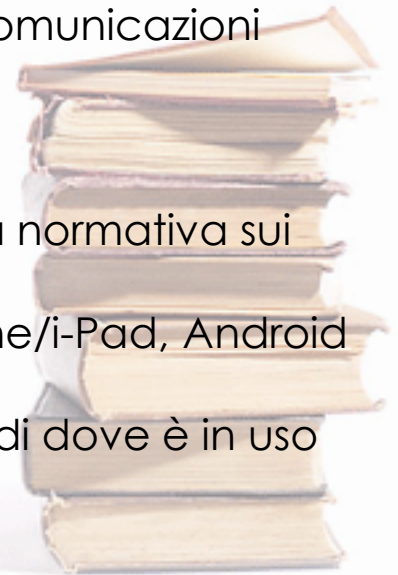 omunicazioni
a normativa sui
ne/i-Pad, Android
di dove è in uso